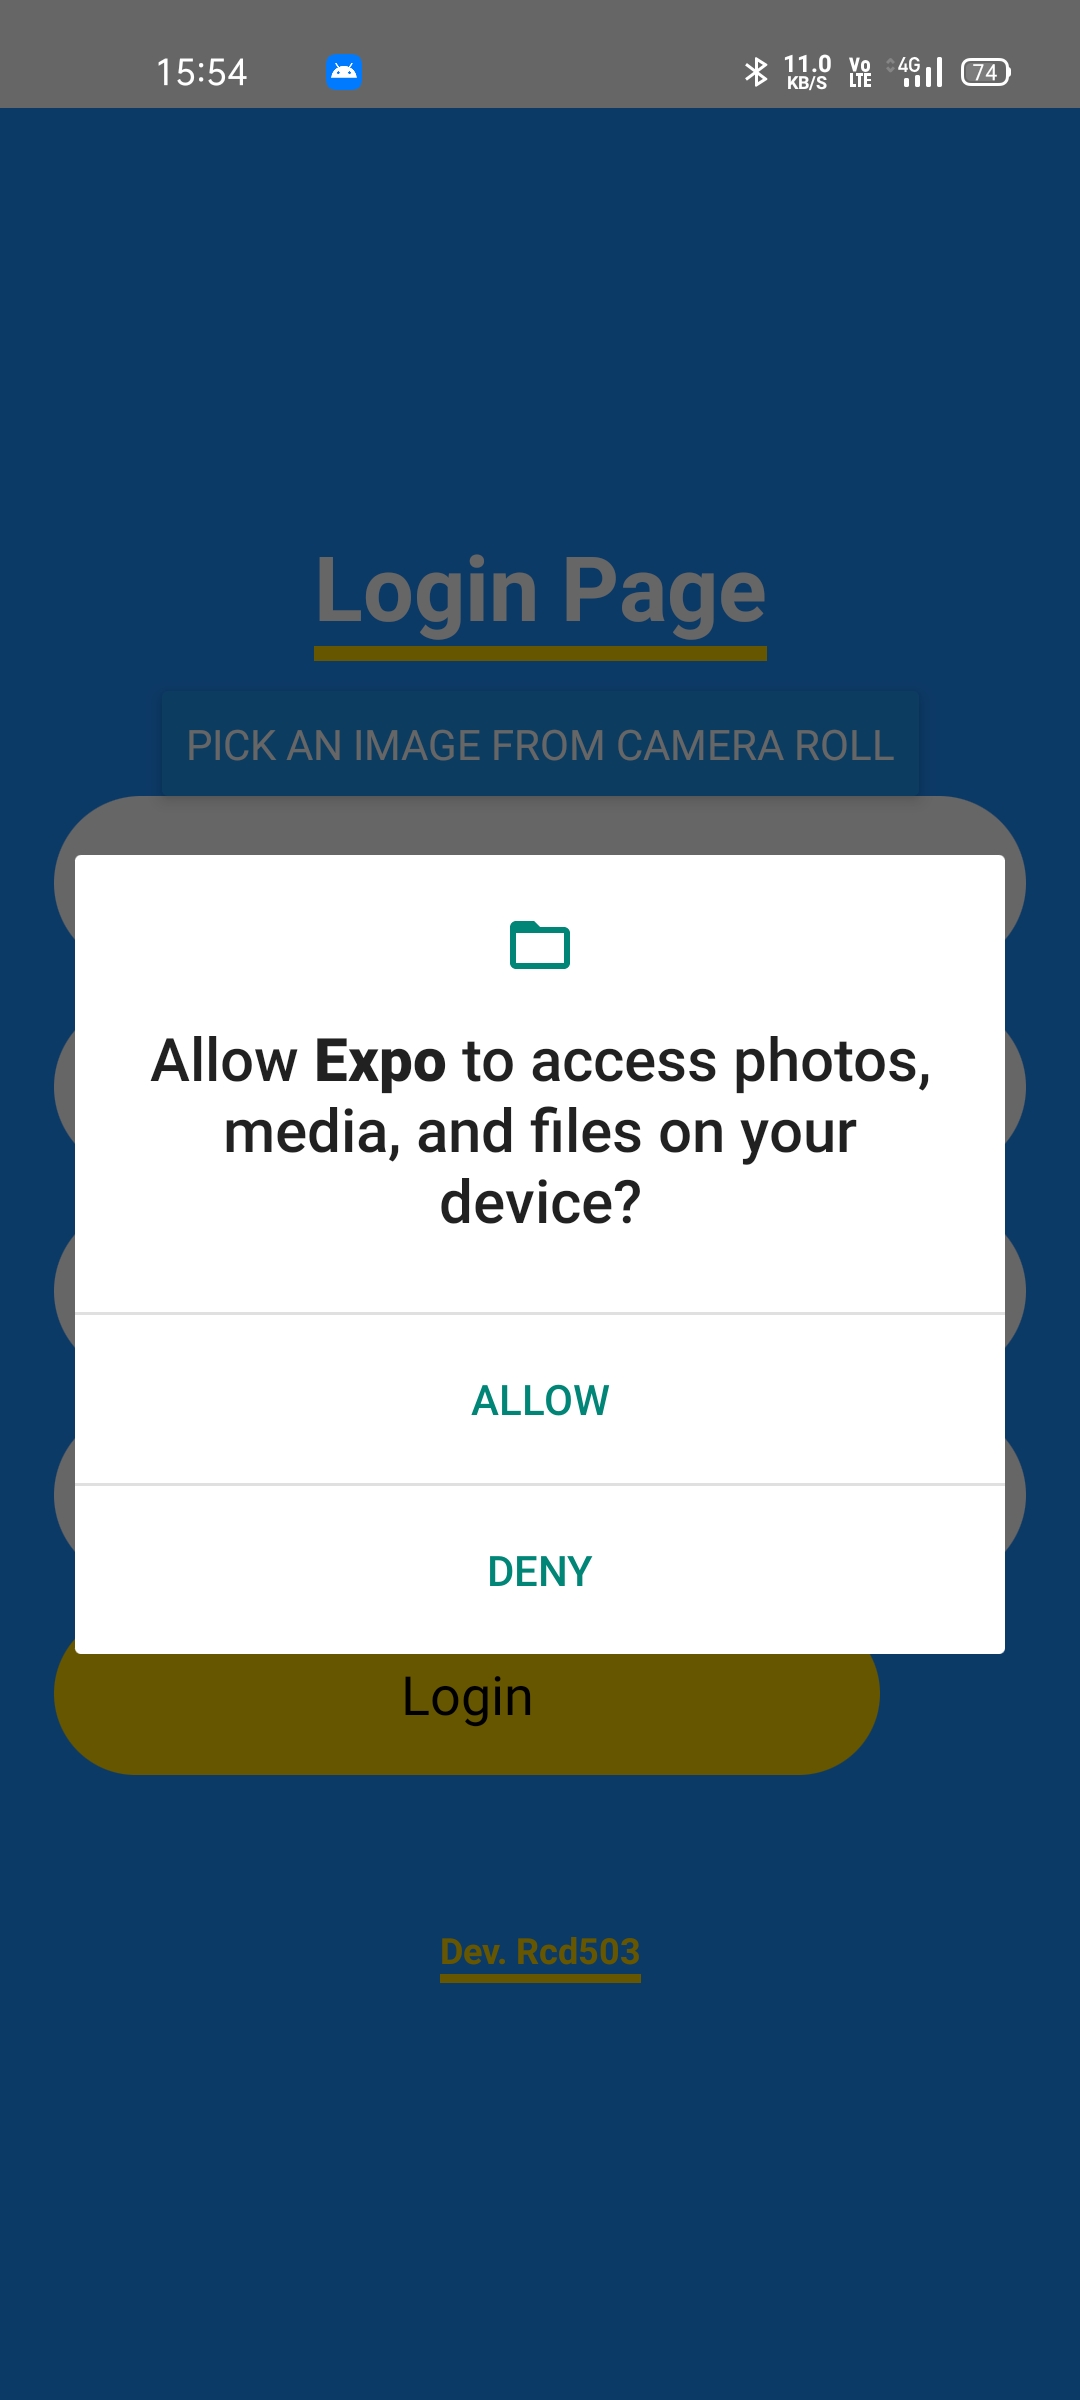 15:54
11.0 KB/S Vo LTE 4G 74
Login Page
PICK AN IMAGE FROM CAMERA ROLL
Allow Expo to access photos,
media, and files on your
device?
ALLOW
DENY
Login
Dev. Rcd503